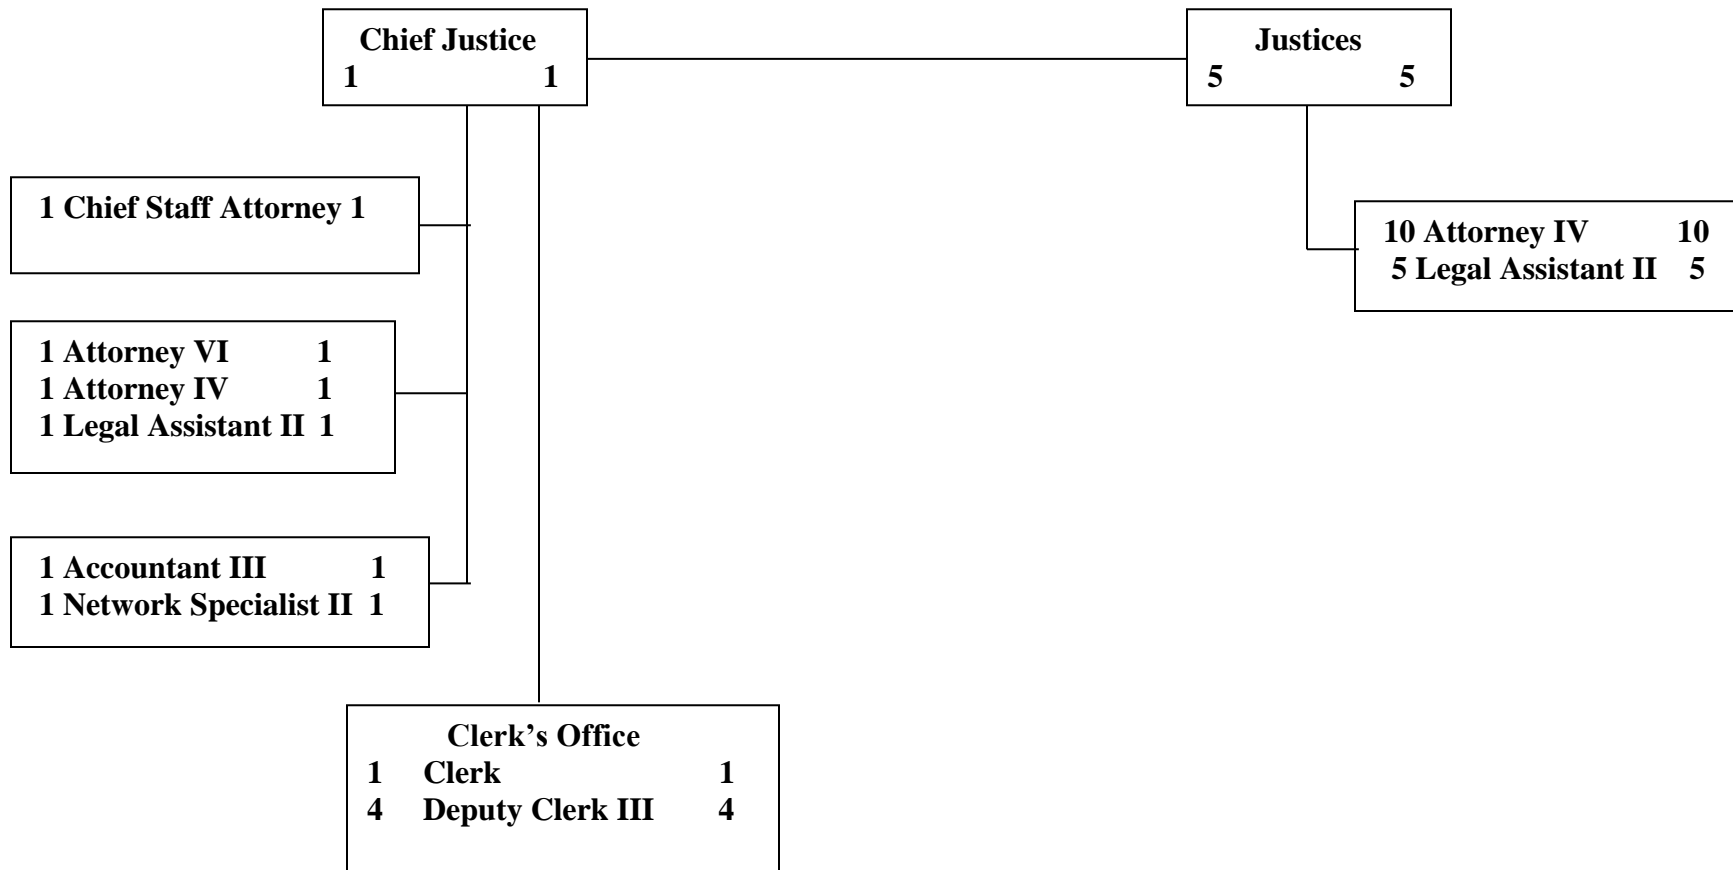 Chief Justice
1 1
Justices
5 5
1 Chief Staff Attorney 1
10 Attorney IV 10
5 Legal Assistant II 5
1 Attorney VI 1
1 Attorney IV 1
1 Legal Assistant II 1
1 Accountant III 1
1 Network Specialist II 1
Clerk’s Office
1 Clerk 1
4 Deputy Clerk III 4